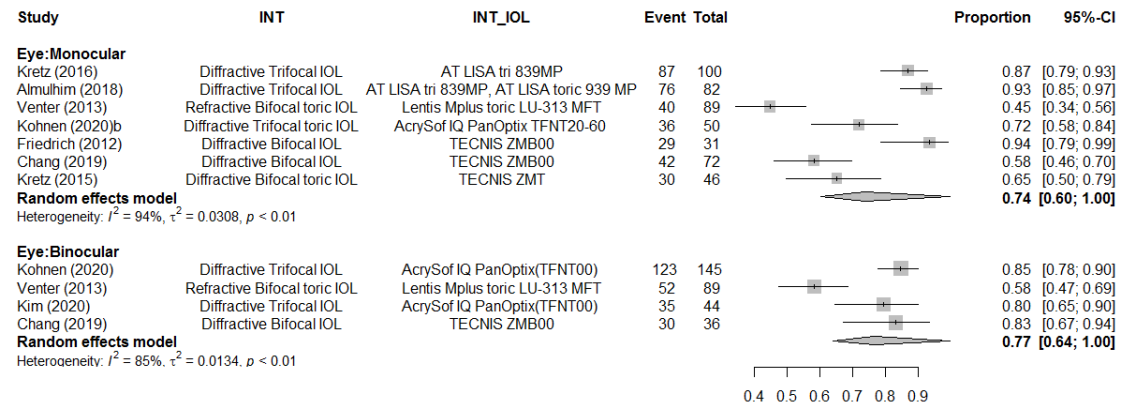 Study INT INT_IOL Event Total Proportion 95%-CI
Eye:Monocular
Kretz (2016) Diffractive Trifocal IOL AT LISA tri 839MP 87 100 0.87 [0.79; 0.93]
Almulhim (2018) Diffractive Trifocal IOL AT LISA tri 839MP, AT LISA toric 939 MP 76 82 0.93 [0.85; 0.97]
Venter (2013) Refractive Bifocal toric IOL Lentis Mplus toric LU-313 MFT 40 89 0.45 [0.34; 0.56]
Kohnen (2020)b Diffractive Trifocal toric IOL AcrySof IQ PanOptix TFNT20-60 36 50 0.72 [0.58; 0.84]
Friedrich (2012) Diffractive Bifocal IOL TECNIS ZMB00 29 31 0.94 [0.79; 0.99]
Chang (2019) Diffractive Bifocal IOL TECNIS ZMB00 42 72 0.58 [0.46; 0.70]
Kretz (2015) Diffractive Bifocal toric IOL TECNIS ZMT 30 46 0.65 [0.50; 0.79]
Random effects model 0.74 [0.60; 1.00]
Heterogeneity: I² = 94%, τ² = 0.0308, p < 0.01
Eye:Binocular
Kohnen (2020) Diffractive Trifocal IOL AcrySof IQ PanOptix(TFNT00) 123 145 0.85 [0.78; 0.90]
Venter (2013) Refractive Bifocal toric IOL Lentis Mplus toric LU-313 MFT 52 89 0.58 [0.47; 0.69]
Kim (2020) Diffractive Trifocal IOL AcrySof IQ PanOptix(TFNT00) 35 44 0.80 [0.65; 0.90]
Chang (2019) Diffractive Bifocal IOL TECNIS ZMB00 30 36 0.83 [0.67; 0.94]
Random effects model 0.77 [0.64; 1.00]
Heterogeneity: I² = 85%, τ² = 0.0134, p < 0.01
0.4 0.5 0.6 0.7 0.8 0.9